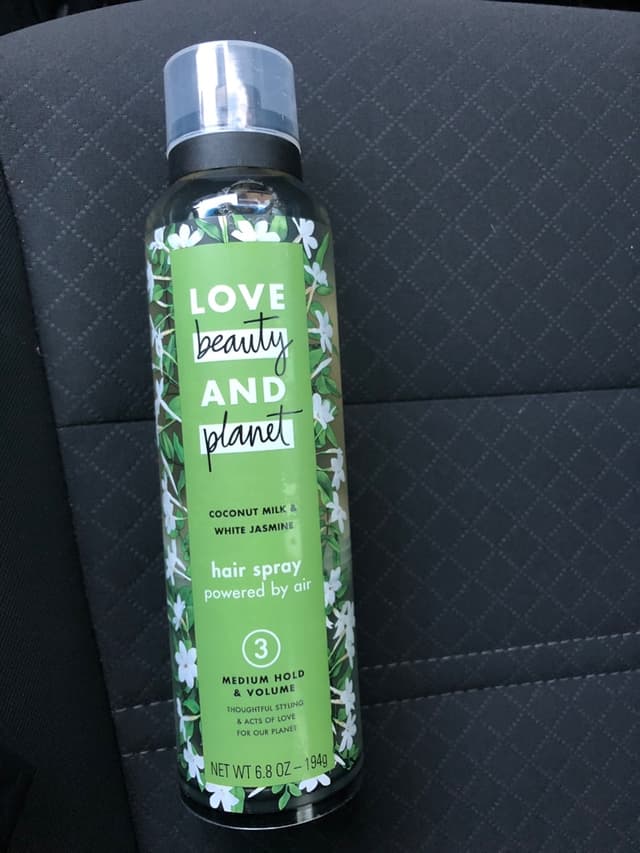 LOVE
beauty
AND
planet
COCONUT MILK &
WHITE JASMINE
hair spray
powered by air
3
MEDIUM HOLD
& VOLUME
THOUGHTFUL STYLING
& ACTS OF LOVE
FOR OUR PLANET
NET WT 6.8 OZ – 194g